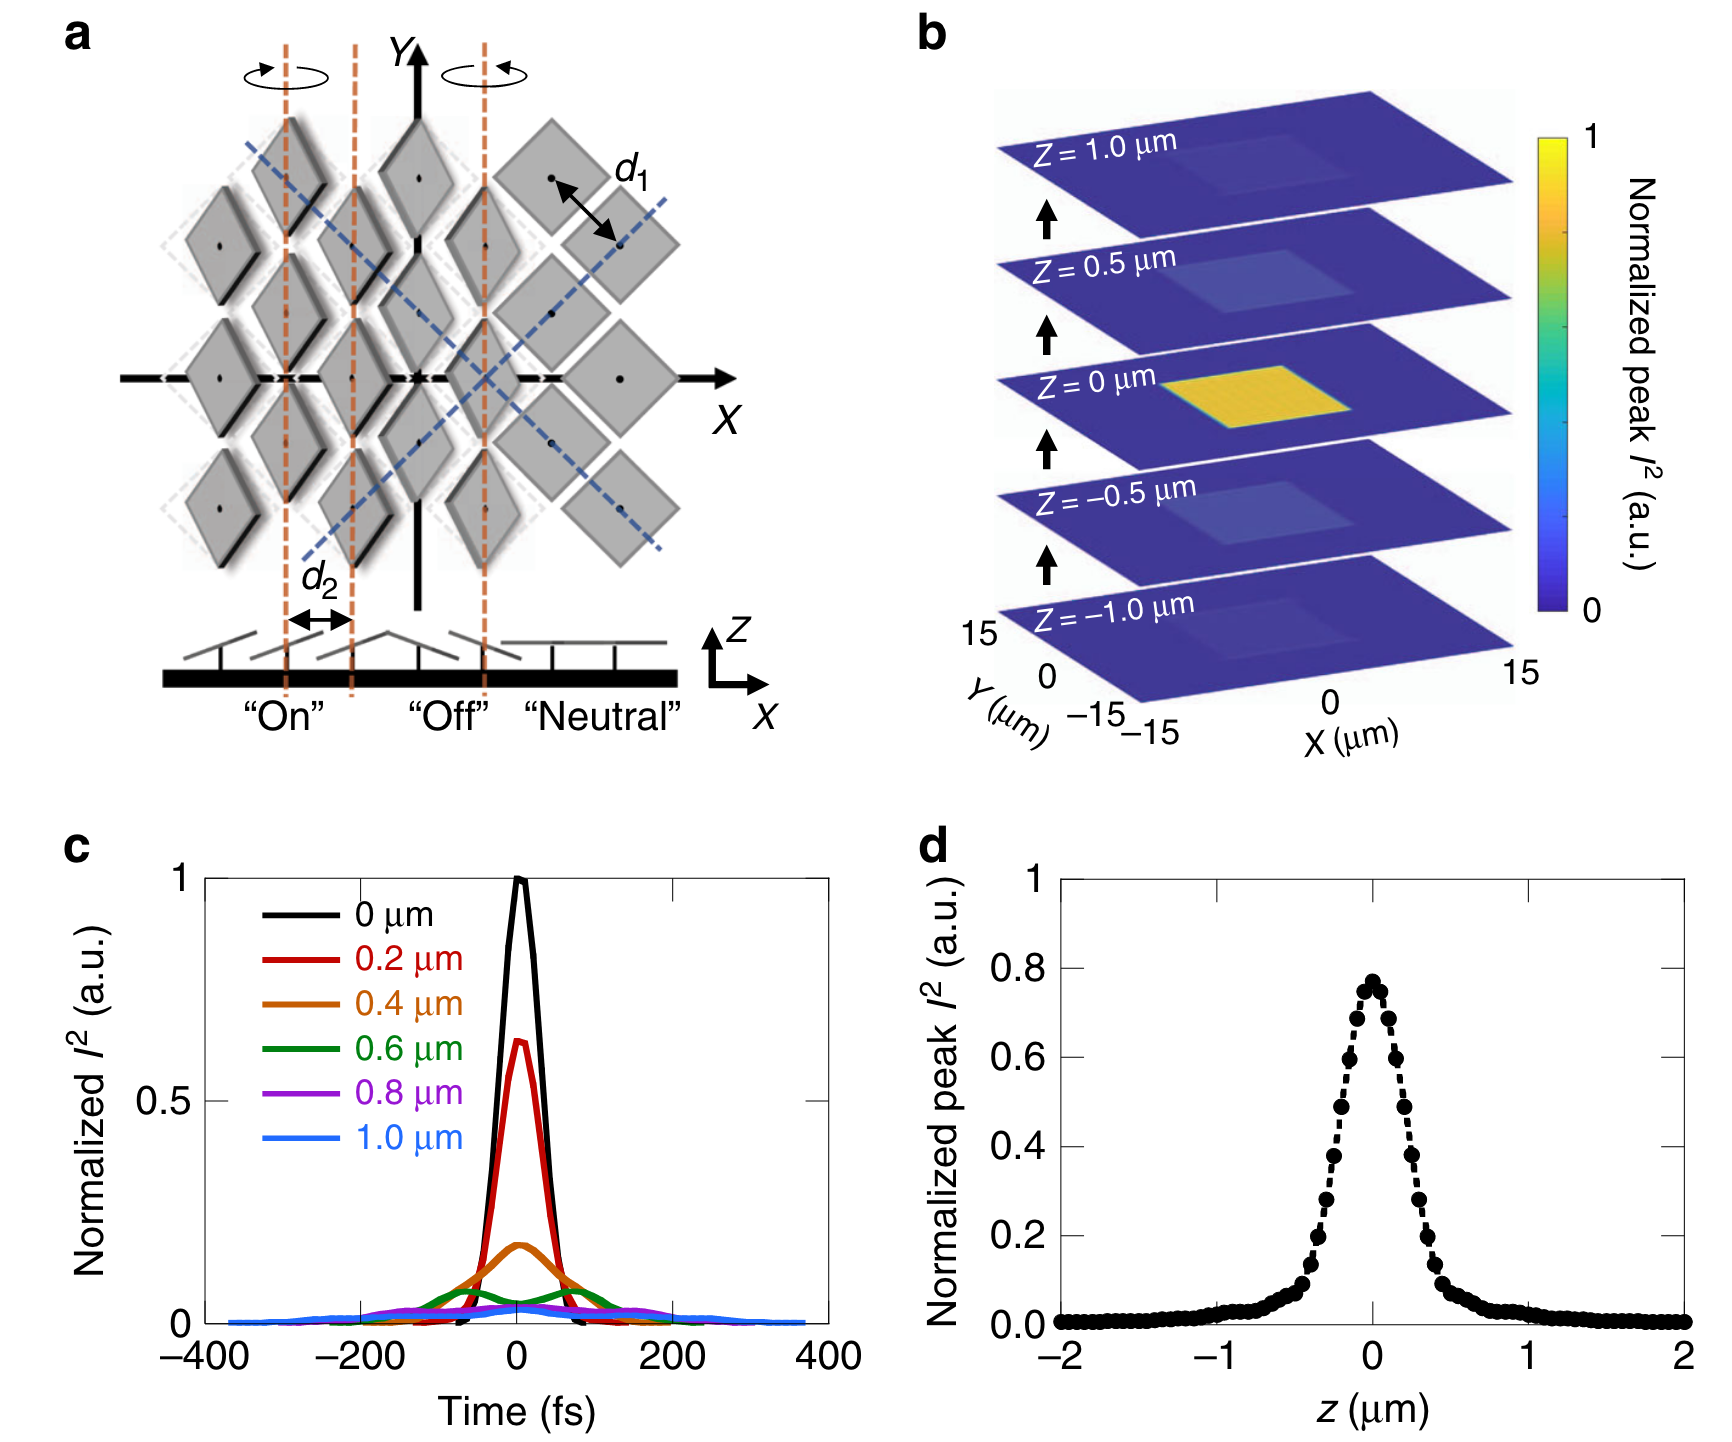 a
Y
d1
X
d2
Z
X
“On” “Off” “Neutral”
b
Z = 1.0 μm
Z = 0.5 μm
Z = 0 μm
Z = –0.5 μm
Z = –1.0 μm
15
0
–15
Y (μm)
–15
0
15
X (μm)
1
0
Normalized peak I² (a.u.)
c
1
0.5
0
Normalized I² (a.u.)
0 μm
0.2 μm
0.4 μm
0.6 μm
0.8 μm
1.0 μm
–400 –200 0 200 400
Time (fs)
d
1
0.8
0.6
0.4
0.2
0.0
Normalized peak I² (a.u.)
–2 –1 0 1 2
z (μm)